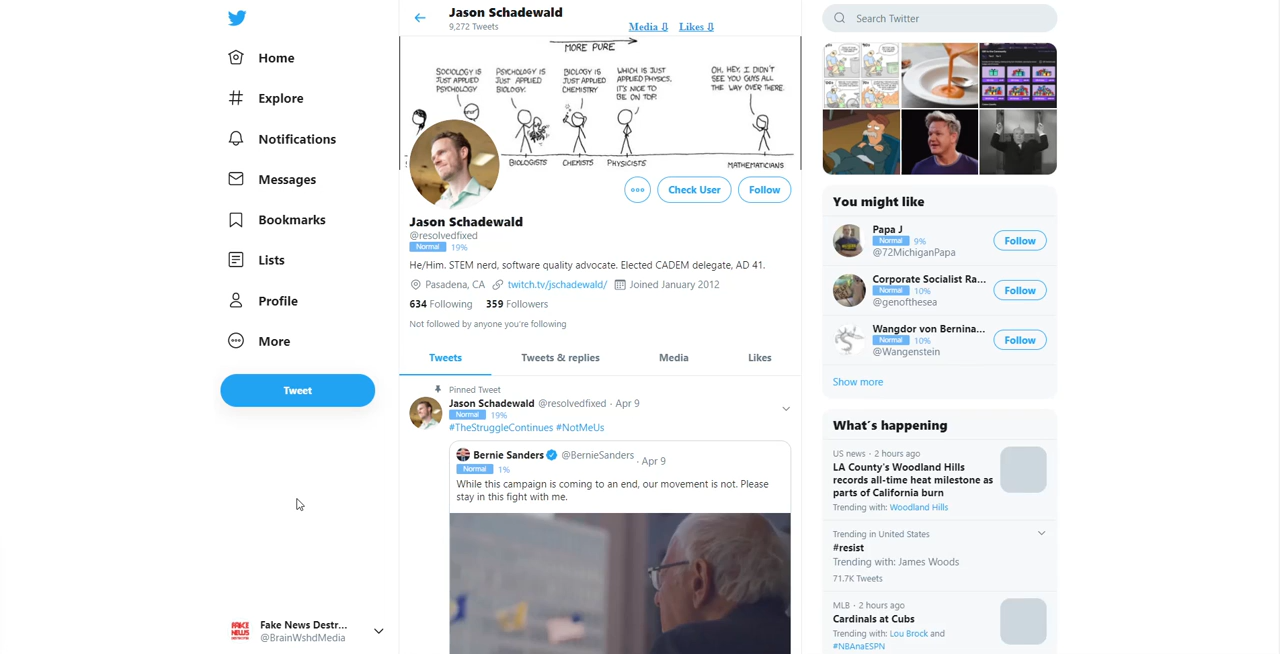 Home
Explore
Notifications
Messages
Bookmarks
Lists
Profile
More
Tweet
FAKE
NEWS
Fake News Destr...
@BrainWshdMedia
Jason Schadewald
9,272 Tweets
Media ⇩ Likes ⇩
MORE PURE
SOCIOLOGY IS
JUST APPLIED
PSYCHOLOGY
PSYCHOLOGY IS
JUST APPLIED
BIOLOGY.
BIOLOGY IS
JUST APPLIED
CHEMISTRY
WHICH IS JUST
APPLIED PHYSICS.
IT'S NICE TO
BE ON TOP.
OH, HEY, I DIDN'T
SEE YOU GUYS ALL
THE WAY OVER THERE.
BIOLOGISTS CHEMISTS PHYSICISTS MATHEMATICIANS
Check User Follow
Jason Schadewald
@resolvedfixed
Normal 19%
He/Him. STEM nerd, software quality advocate. Elected CADEM delegate, AD 41.
Pasadena, CA twitch.tv/jschadewald/ Joined January 2012
634 Following 359 Followers
Not followed by anyone you're following
Tweets Tweets & replies Media Likes
Pinned Tweet
Jason Schadewald @resolvedfixed · Apr 9
Normal 19%
#TheStruggleContinues #NotMeUs
Bernie Sanders @BernieSanders · Apr 9
Normal 1%
While this campaign is coming to an end, our movement is not. Please
stay in this fight with me.
Search Twitter
You might like
Papa J
Normal 9%
@72MichiganPapa
Follow
Corporate Socialist Ra...
Normal 10%
@genofthesea
Follow
Wangdor von Bernina...
Normal 10%
@Wangenstein
Follow
Show more
What's happening
US news · 2 hours ago
LA County's Woodland Hills
records all-time heat milestone as
parts of California burn
Trending with: Woodland Hills
Trending in United States
#resist
Trending with: James Woods
71.7K Tweets
MLB · 2 hours ago
Cardinals at Cubs
Trending with: Lou Brock and
#NBAnaESPN